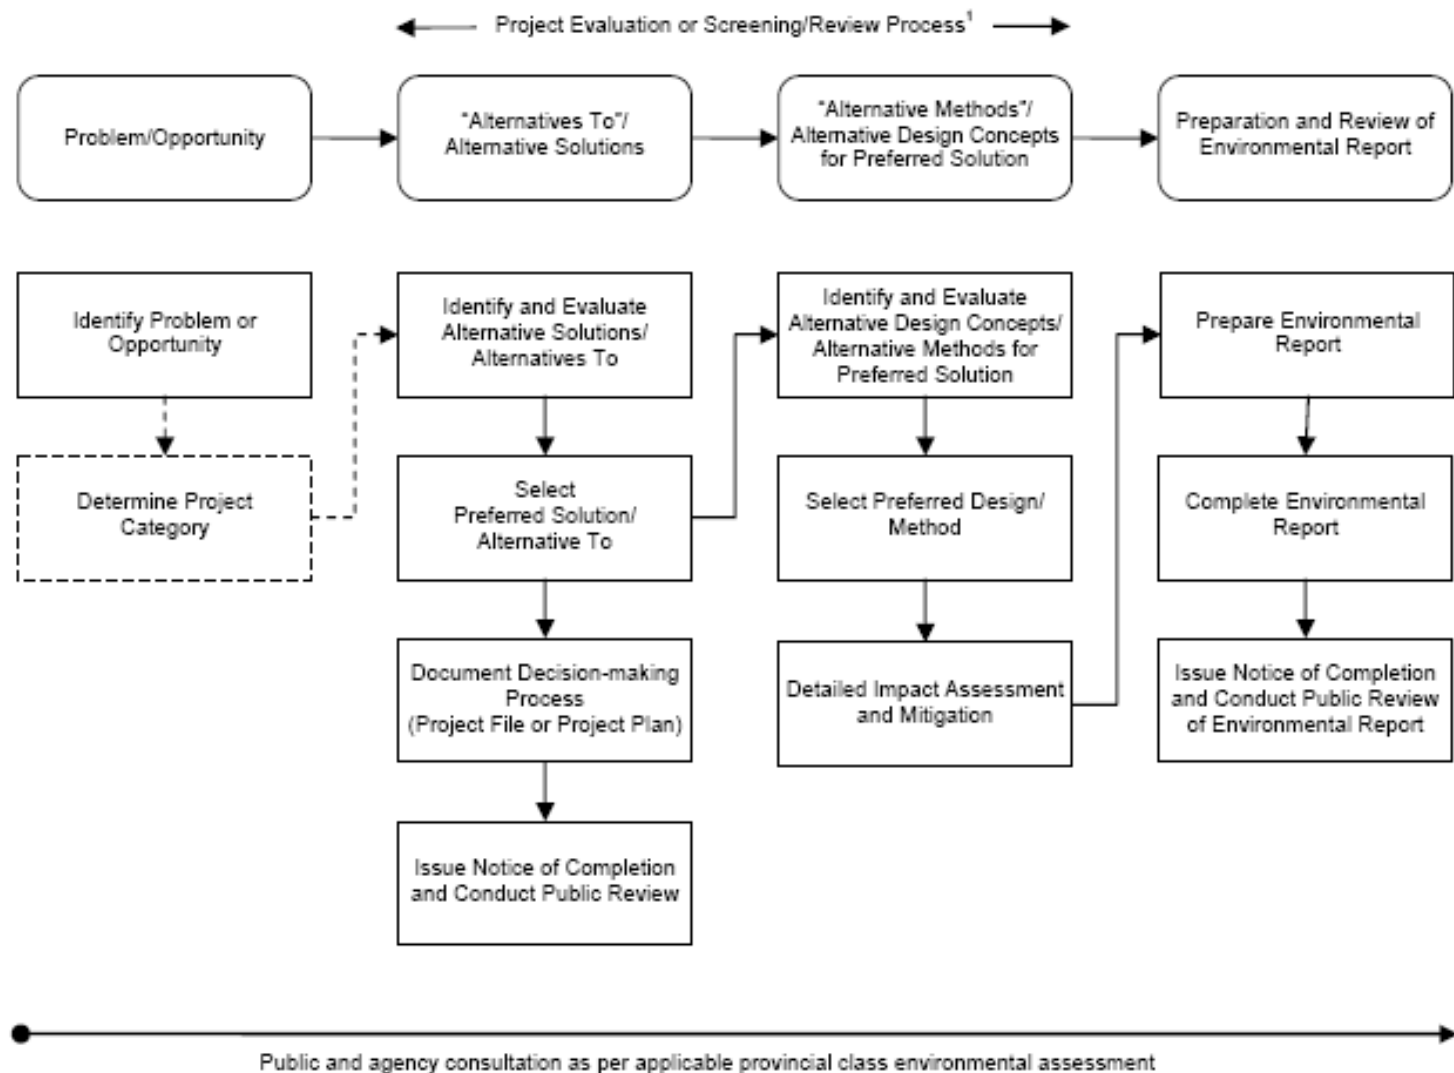 Project Evaluation or Screening/Review Process¹
Problem/Opportunity
"Alternatives To"/
Alternative Solutions
"Alternative Methods"/
Alternative Design Concepts
for Preferred Solution
Preparation and Review of
Environmental Report
Identify Problem or
Opportunity
Determine Project
Category
Identify and Evaluate
Alternative Solutions/
Alternatives To
Select
Preferred Solution/
Alternative To
Document Decision-making
Process
(Project File or Project Plan)
Issue Notice of Completion
and Conduct Public Review
Identify and Evaluate
Alternative Design Concepts/
Alternative Methods for
Preferred Solution
Select Preferred Design/
Method
Detailed Impact Assessment
and Mitigation
Prepare Environmental
Report
Complete Environmental
Report
Issue Notice of Completion
and Conduct Public Review
of Environmental Report
Public and agency consultation as per applicable provincial class environmental assessment